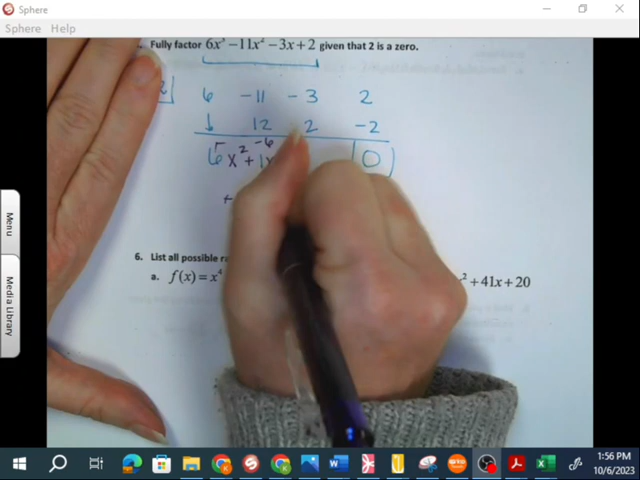 Sphere
Sphere Help
Fully factor 6x³ −11x² −3x+2 given that 2 is a zero.
6 −11 −3 2
↓ 12 2 −2
−6
6x² + 1x 0
6. List all possible
a. f(x) = x⁴
x² + 41x + 20
Menu
Media Library
1:56 PM
10/6/2023